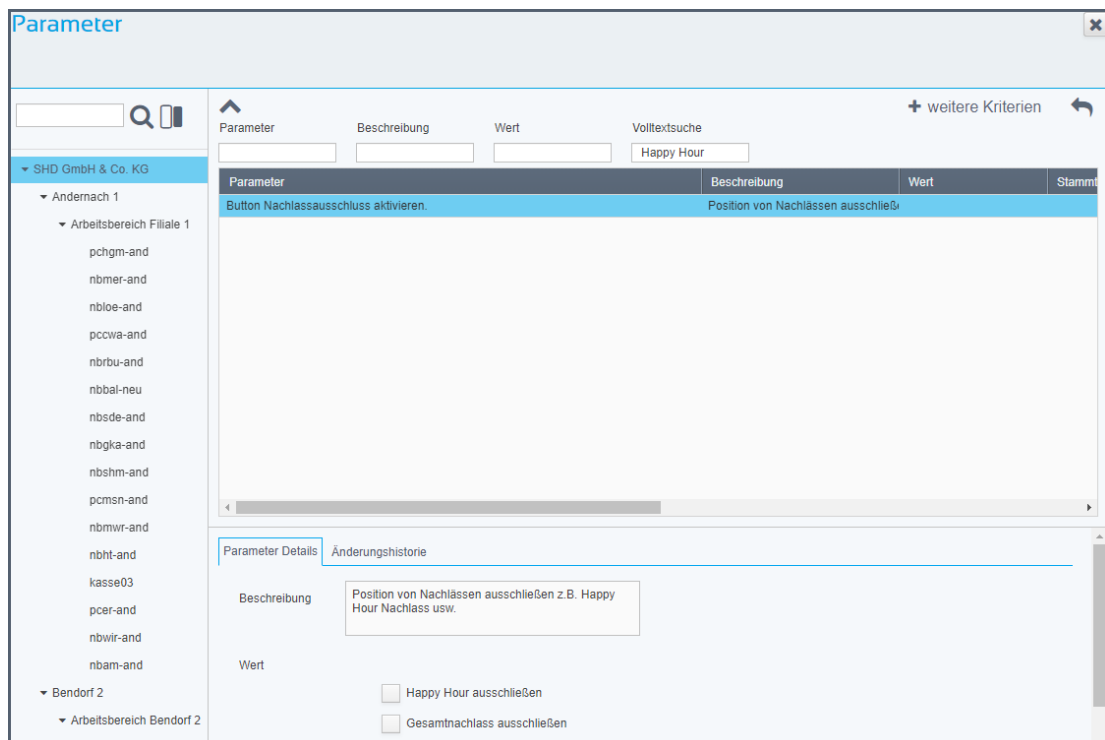 Parameter
SHD GmbH & Co. KG
Andernach 1
Arbeitsbereich Filiale 1
pchgm-and
nbmer-and
nbloe-and
pccwa-and
nbrbu-and
nbbal-neu
nbsde-and
nbgka-and
nbshm-and
pcmsn-and
nbmwr-and
nbht-and
kasse03
pcer-and
nbwir-and
nbam-and
Bendorf 2
Arbeitsbereich Bendorf 2
+ weitere Kriterien
Parameter Beschreibung Wert Volltextsuche
Happy Hour
Parameter Beschreibung Wert Stammt
Button Nachlassausschluss aktivieren. Position von Nachlässen ausschließe
Parameter Details Änderungshistorie
Beschreibung
Position von Nachlässen ausschließen z.B. Happy
Hour Nachlass usw.
Wert
Happy Hour ausschließen
Gesamtnachlass ausschließen